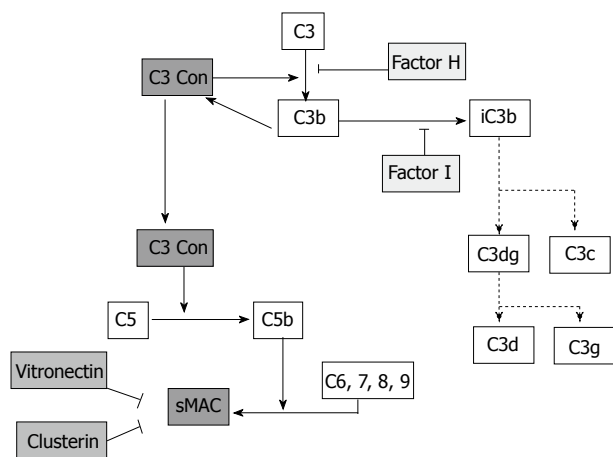 C3
C3 Con
Factor H
C3b
iC3b
Factor I
C3 Con
C3dg
C3c
C5
C5b
C3d
C3g
Vitronectin
C6, 7, 8, 9
sMAC
Clusterin